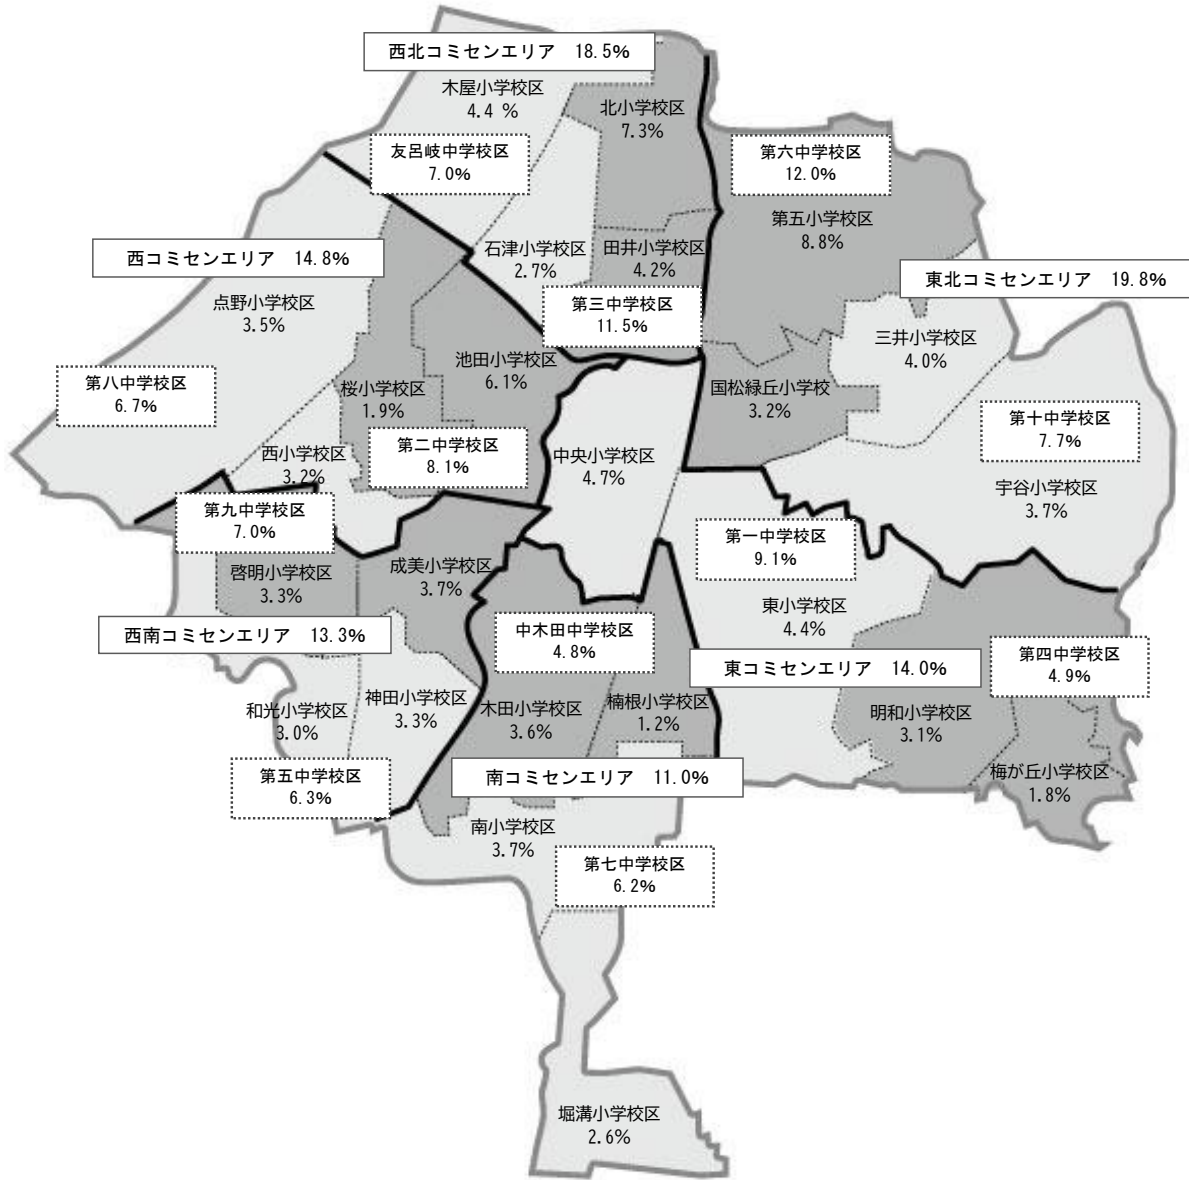 西北コミセンエリア 18.5%
木屋小学校区
4.4 %
北小学校区
7.3%
友呂岐中学校区
7.0%
第六中学校区
12.0%
第五小学校区
8.8%
石津小学校区
2.7%
田井小学校区
4.2%
西コミセンエリア 14.8%
東北コミセンエリア 19.8%
点野小学校区
3.5%
第三中学校区
11.5%
三井小学校区
4.0%
池田小学校区
6.1%
第八中学校区
6.7%
桜小学校区
1.9%
国松緑丘小学校
3.2%
第十中学校区
7.7%
第二中学校区
8.1%
西小学校区
3.2%
中央小学校区
4.7%
宇谷小学校区
3.7%
第九中学校区
7.0%
第一中学校区
9.1%
啓明小学校区
3.3%
成美小学校区
3.7%
東小学校区
4.4%
西南コミセンエリア 13.3%
中木田中学校区
4.8%
第四中学校区
4.9%
東コミセンエリア 14.0%
和光小学校区
3.0%
神田小学校区
3.3%
木田小学校区
3.6%
楠根小学校区
1.2%
明和小学校区
3.1%
第五中学校区
6.3%
南コミセンエリア 11.0%
梅が丘小学校区
1.8%
南小学校区
3.7%
第七中学校区
6.2%
堀溝小学校区
2.6%